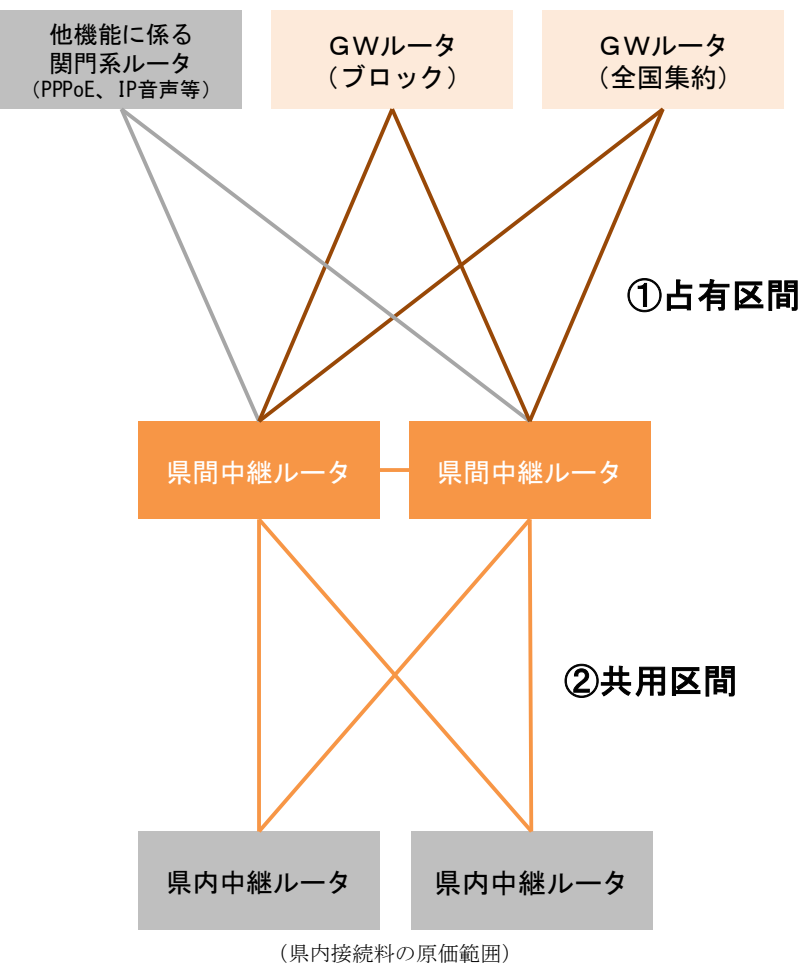 他機能に係る
関門系ルータ
（PPPoE、IP音声等）
ＧＷルータ
（ブロック）
ＧＷルータ
（全国集約）
①占有区間
県間中継ルータ
県間中継ルータ
②共用区間
県内中継ルータ
県内中継ルータ
（県内接続料の原価範囲）